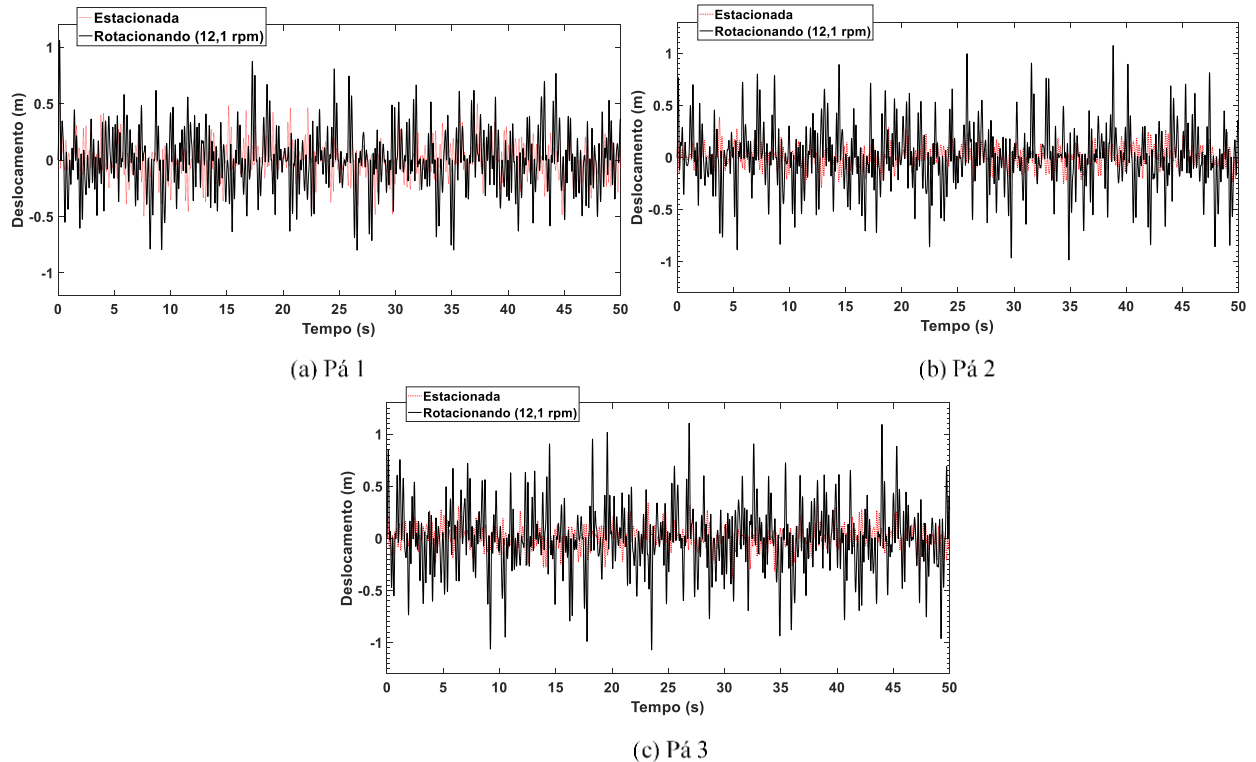 Estacionada
Rotacionando (12,1 rpm)
Deslocamento (m)
1
0.5
0
-0.5
-1
0 5 10 15 20 25 30 35 40 45 50
Tempo (s)
(a) Pá 1
Estacionada
Rotacionando (12,1 rpm)
Deslocamento (m)
1
0.5
0
-0.5
-1
0 5 10 15 20 25 30 35 40 45 50
Tempo (s)
(b) Pá 2
Estacionada
Rotacionando (12,1 rpm)
Deslocamento (m)
1
0.5
0
-0.5
-1
0 5 10 15 20 25 30 35 40 45 50
Tempo (s)
(c) Pá 3